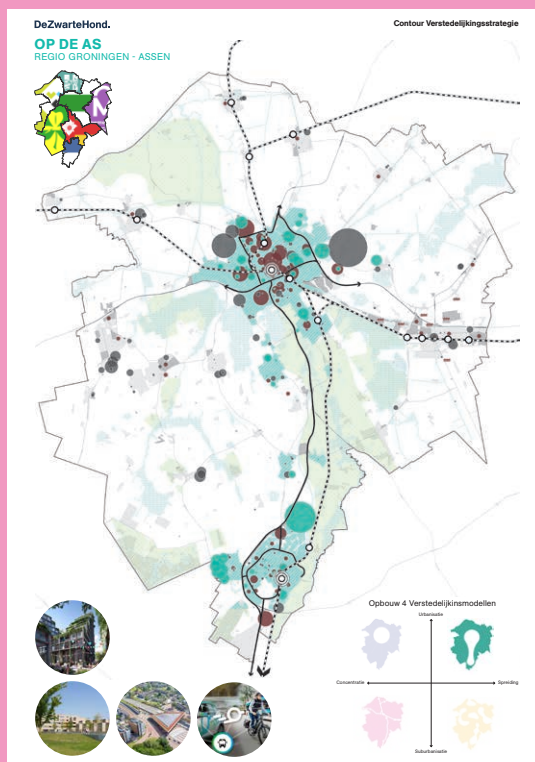 DeZwarteHond.
Contour Verstedelijkingsstrategie
OP DE AS
REGIO GRONINGEN - ASSEN
Opbouw 4 Verstedelijkinsmodellen
Urbanisatie
Concentratie
Spreiding
Suburbanisatie